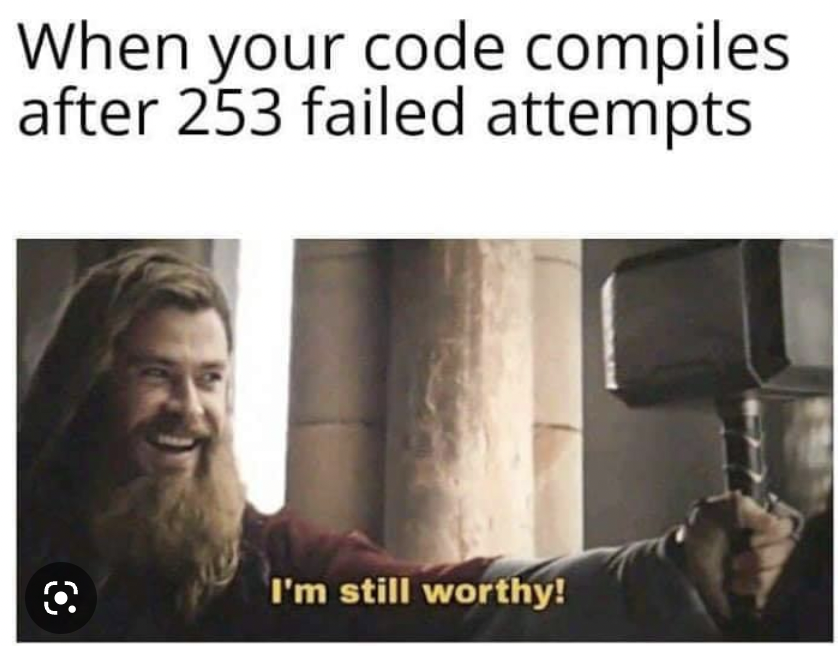 When your code compiles
after 253 failed attempts
I'm still worthy!